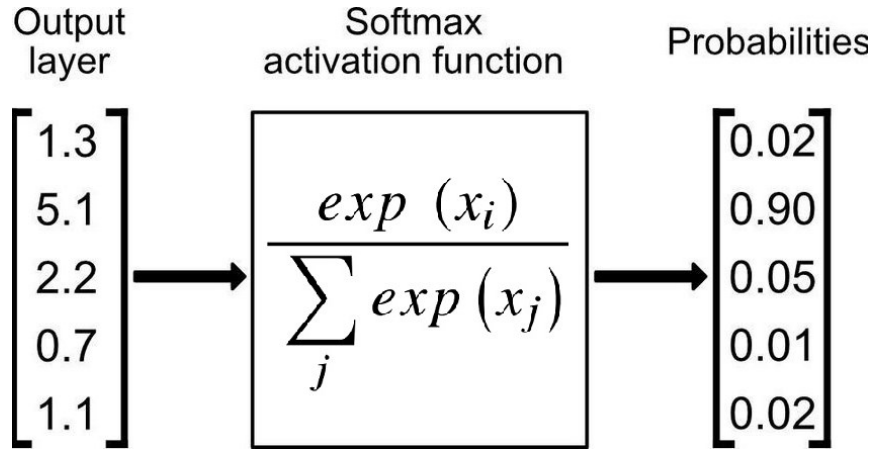 Output
layer
Softmax
activation function
Probabilities
1.3
5.1
2.2
0.7
1.1
exp (x_i)
∑_j exp (x_j)
0.02
0.90
0.05
0.01
0.02